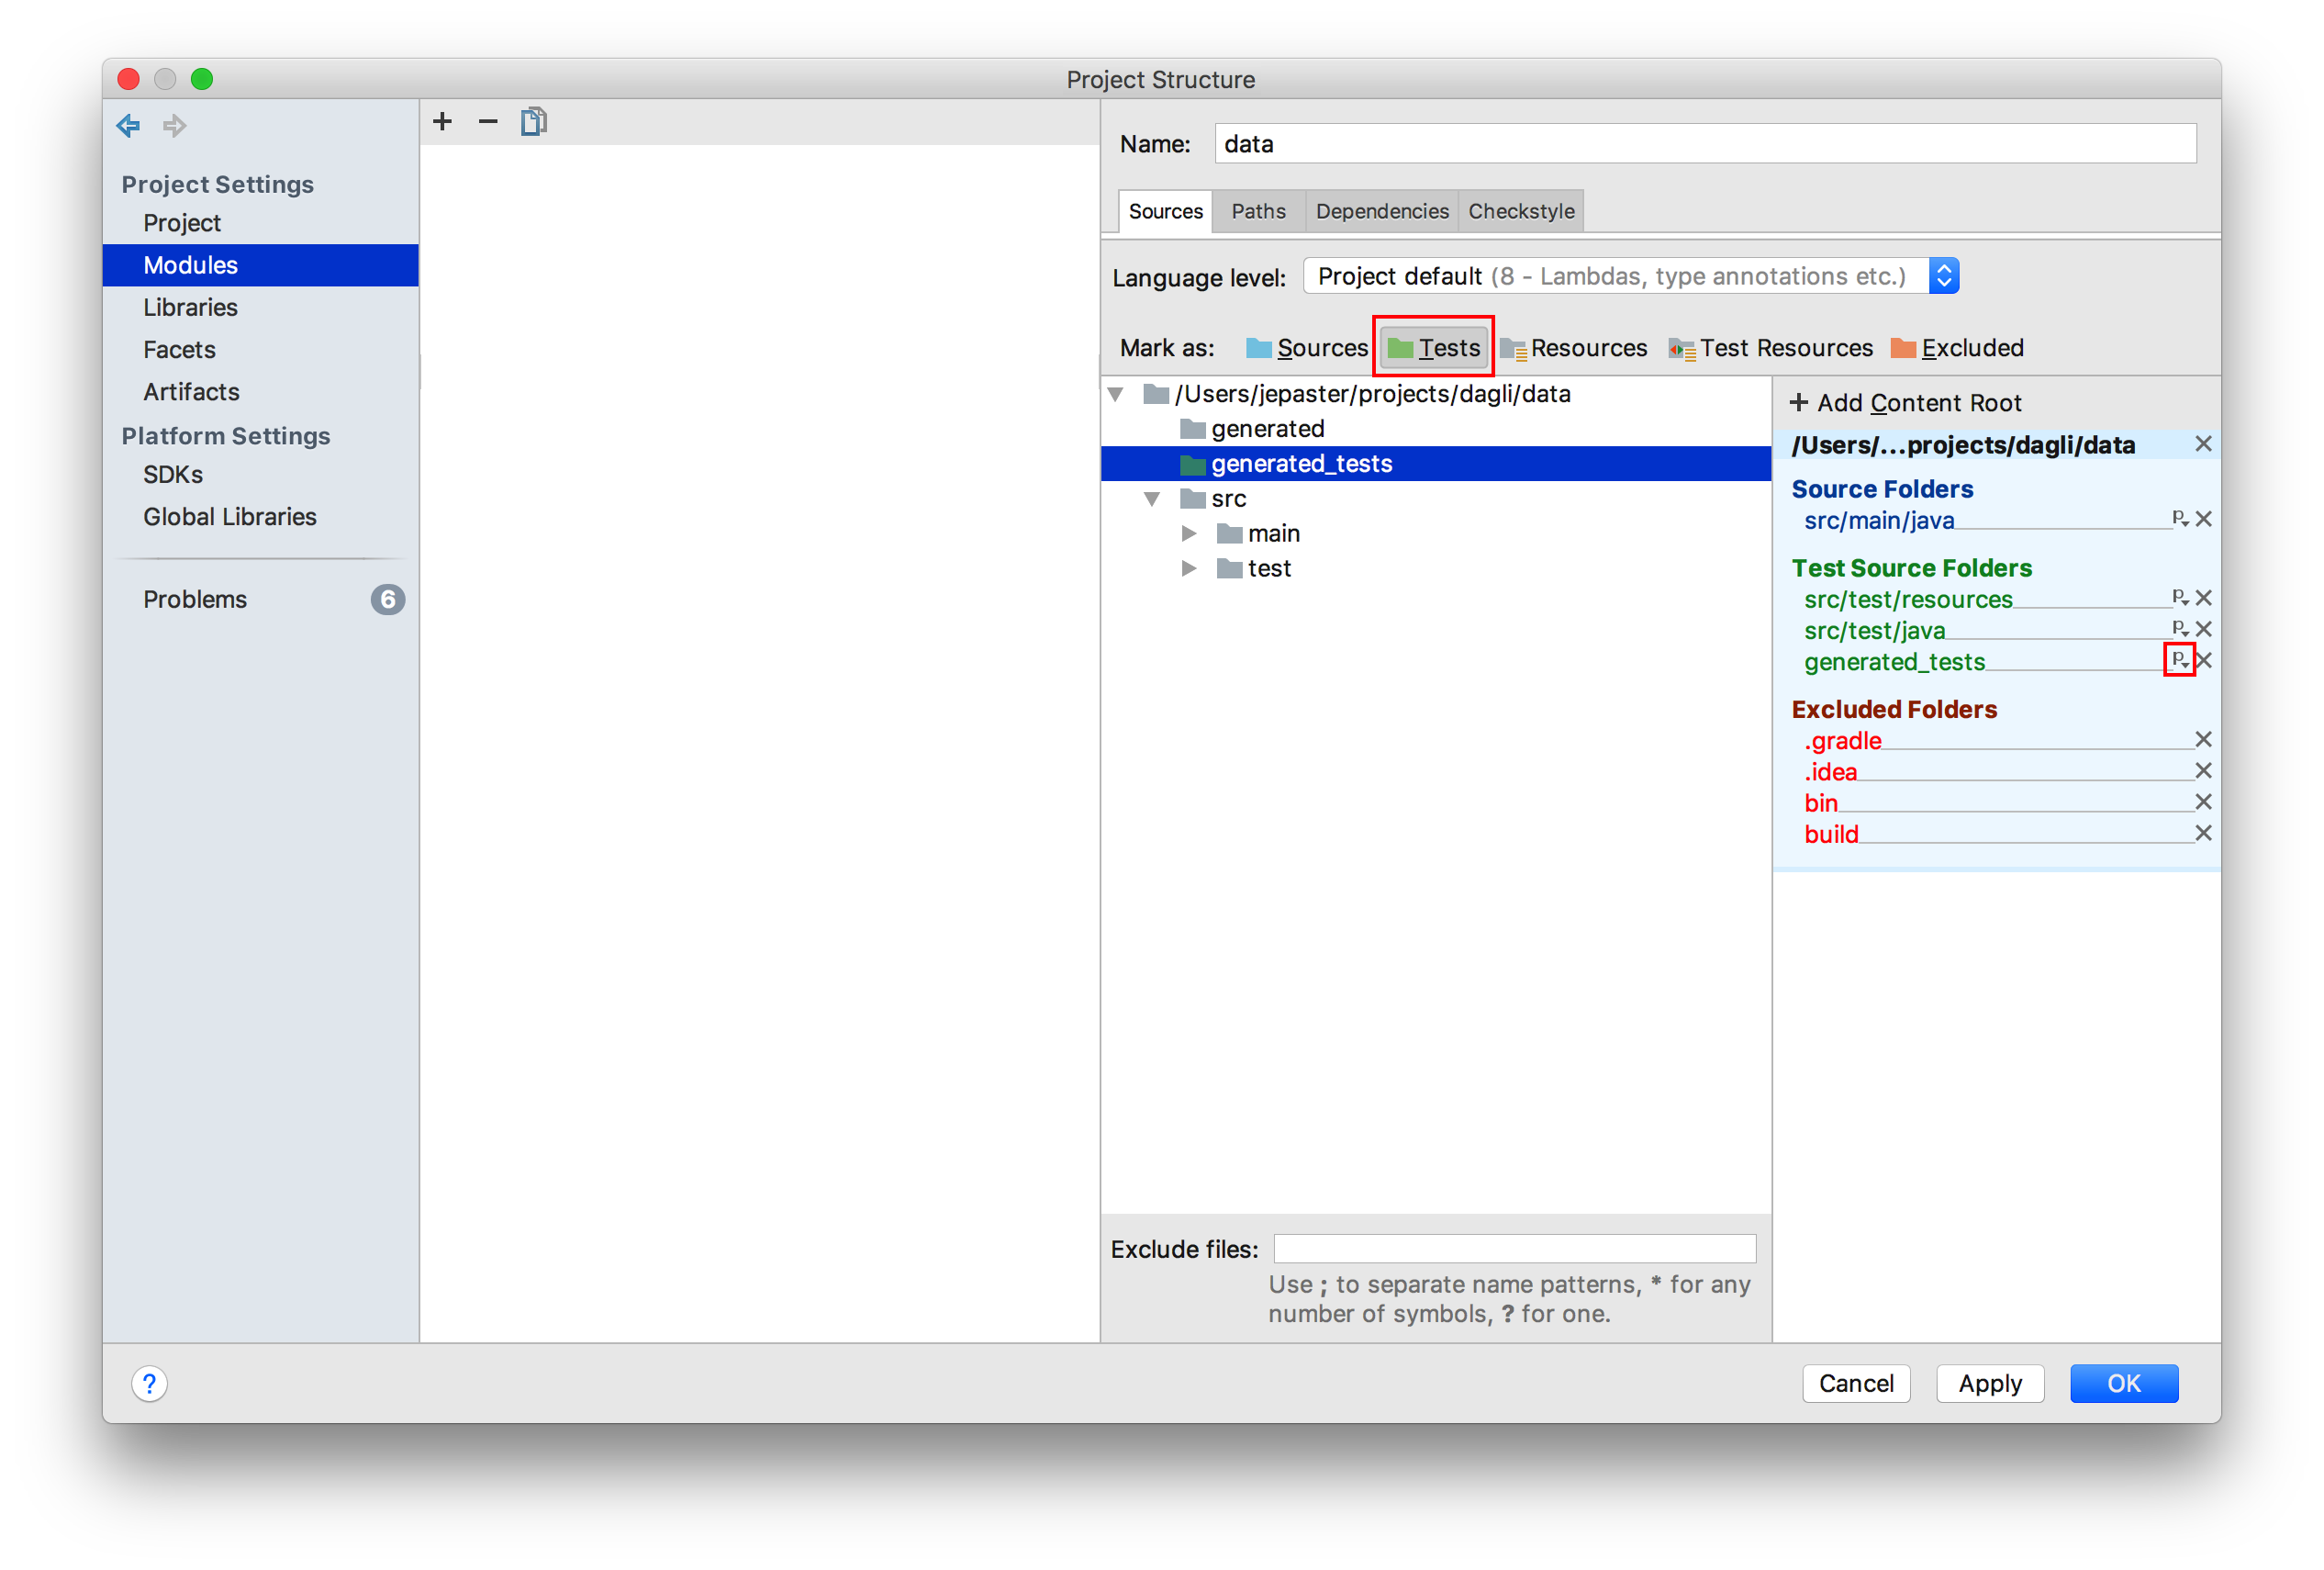 Project Structure
Project Settings
Project
Modules
Libraries
Facets
Artifacts
Platform Settings
SDKs
Global Libraries
Problems 6
Name: data
Sources Paths Dependencies Checkstyle
Language level: Project default (8 - Lambdas, type annotations etc.)
Mark as: Sources Tests Resources Test Resources Excluded
/Users/jepaster/projects/dagli/data
generated
generated_tests
src
main
test
Exclude files:
Use ; to separate name patterns, * for any
number of symbols, ? for one.
+ Add Content Root
/Users/...projects/dagli/data
Source Folders
src/main/java P
Test Source Folders
src/test/resources P
src/test/java P
generated_tests P
Excluded Folders
.gradle
.idea
bin
build
? Cancel Apply OK